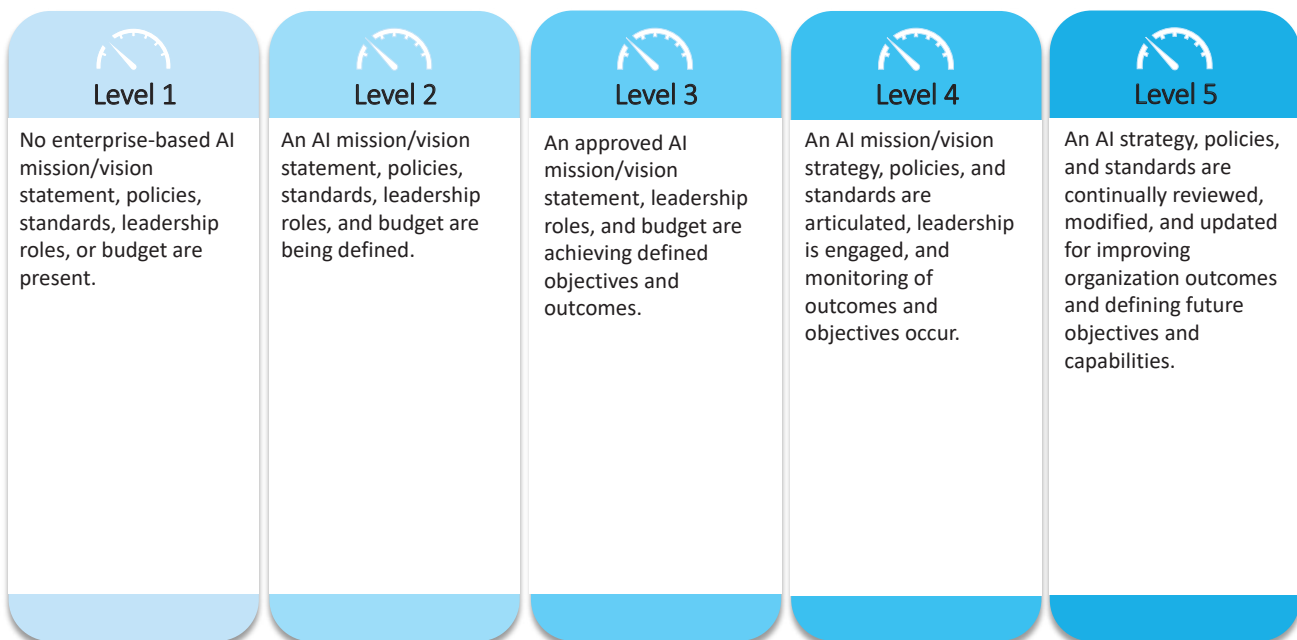 Level 1
No enterprise-based AI
mission/vision
statement, policies,
standards, leadership
roles, or budget are
present.
Level 2
An AI mission/vision
statement, policies,
standards, leadership
roles, and budget are
being defined.
Level 3
An approved AI
mission/vision
statement, leadership
roles, and budget are
achieving defined
objectives and
outcomes.
Level 4
An AI mission/vision
strategy, policies, and
standards are
articulated, leadership
is engaged, and
monitoring of
outcomes and
objectives occur.
Level 5
An AI strategy, policies,
and standards are
continually reviewed,
modified, and updated
for improving
organization outcomes
and defining future
objectives and
capabilities.